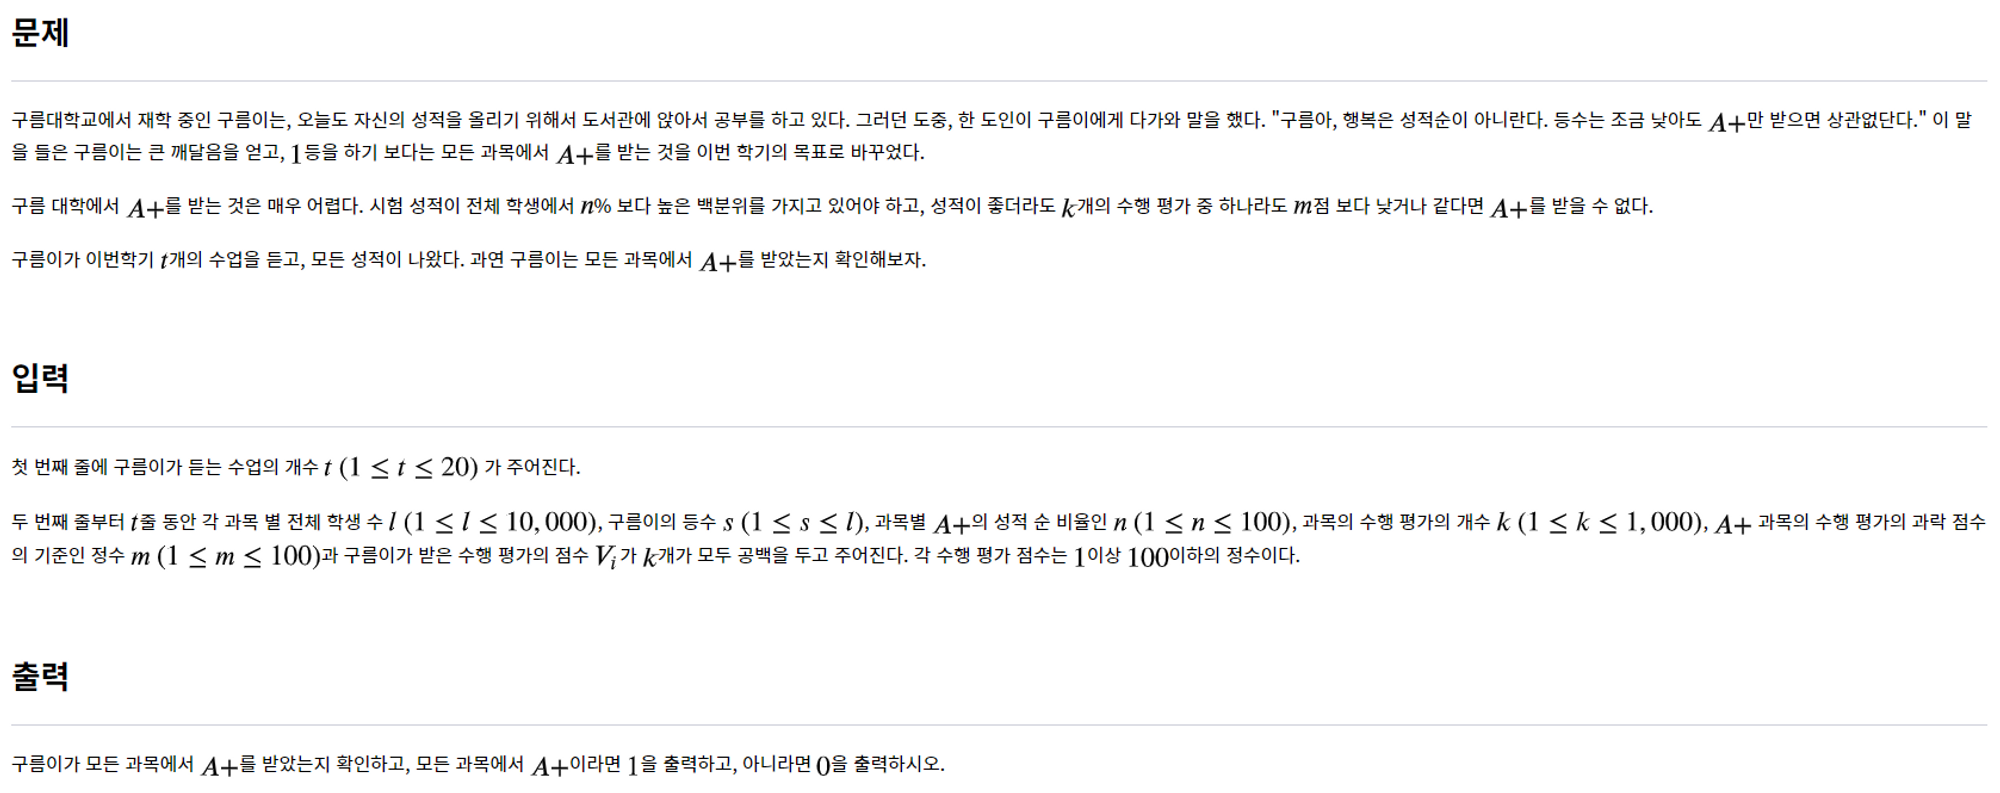 문제
구름대학교에서 재학 중인 구름이는, 오늘도 자신의 성적을 올리기 위해서 도서관에 앉아서 공부를 하고 있다. 그러던 도중, 한 도인이 구름이에게 다가와 말을 했다. "구름아, 행복은 성적순이 아니란다. 등수는 조금 낮아도 A+만 받으면 상관없단다." 이 말
을 들은 구름이는 큰 깨달음을 얻고, 1등을 하기 보다는 모든 과목에서 A+를 받는 것을 이번 학기의 목표로 바꾸었다.
구름 대학에서 A+를 받는 것은 매우 어렵다. 시험 성적이 전체 학생에서 n% 보다 높은 백분위를 가지고 있어야 하고, 성적이 좋더라도 k개의 수행 평가 중 하나라도 m점 보다 낮거나 같다면 A+를 받을 수 없다.
구름이가 이번학기 t개의 수업을 듣고, 모든 성적이 나왔다. 과연 구름이는 모든 과목에서 A+를 받았는지 확인해보자.
입력
첫 번째 줄에 구름이가 듣는 수업의 개수 t (1 ≤ t ≤ 20) 가 주어진다.
두 번째 줄부터 t줄 동안 각 과목 별 전체 학생 수 l (1 ≤ l ≤ 10,000), 구름이의 등수 s (1 ≤ s ≤ l), 과목별 A+의 성적 순 비율인 n (1 ≤ n ≤ 100), 과목의 수행 평가의 개수 k (1 ≤ k ≤ 1,000), A+ 과목의 수행 평가의 과락 점수
의 기준인 정수 m (1 ≤ m ≤ 100)과 구름이가 받은 수행 평가의 점수 V_i가 k개가 모두 공백을 두고 주어진다. 각 수행 평가 점수는 1이상 100이하의 정수이다.
출력
구름이가 모든 과목에서 A+를 받았는지 확인하고, 모든 과목에서 A+이라면 1을 출력하고, 아니라면 0을 출력하시오.